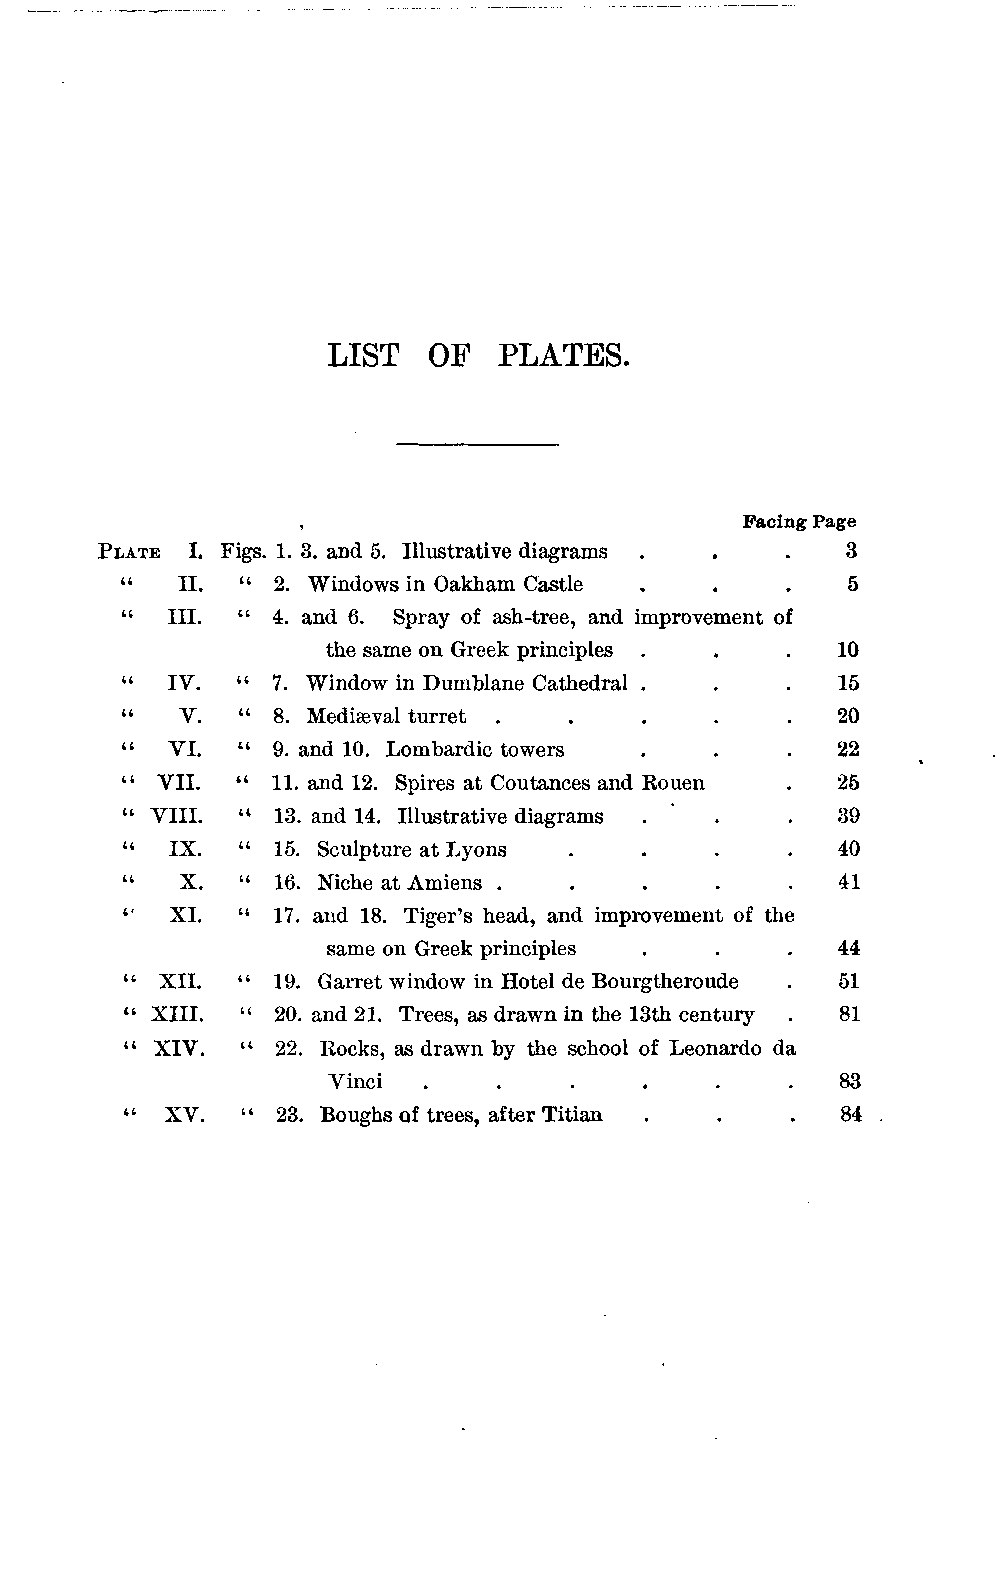 LIST OF PLATES.
Facing Page
PLATE I. Figs. 1. 3. and 5. Illustrative diagrams . . . 3
“ II. “ 2. Windows in Oakham Castle . . . 5
“ III. “ 4. and 6. Spray of ash-tree, and improvement of
the same on Greek principles . . . 10
“ IV. “ 7. Window in Dumblane Cathedral . . . 15
“ V. “ 8. Mediæval turret . . . . . 20
“ VI. “ 9. and 10. Lombardic towers . . . 22
“ VII. “ 11. and 12. Spires at Coutances and Rouen . 25
“ VIII. “ 13. and 14. Illustrative diagrams . . . 39
“ IX. “ 15. Sculpture at Lyons . . . . 40
“ X. “ 16. Niche at Amiens . . . . . 41
“ XI. “ 17. and 18. Tiger's head, and improvement of the
same on Greek principles . . . 44
“ XII. “ 19. Garret window in Hotel de Bourgtheroude . 51
“ XIII. “ 20. and 21. Trees, as drawn in the 13th century . 81
“ XIV. “ 22. Rocks, as drawn by the school of Leonardo da
Vinci . . . . . . 83
“ XV. “ 23. Boughs of trees, after Titian . . . 84